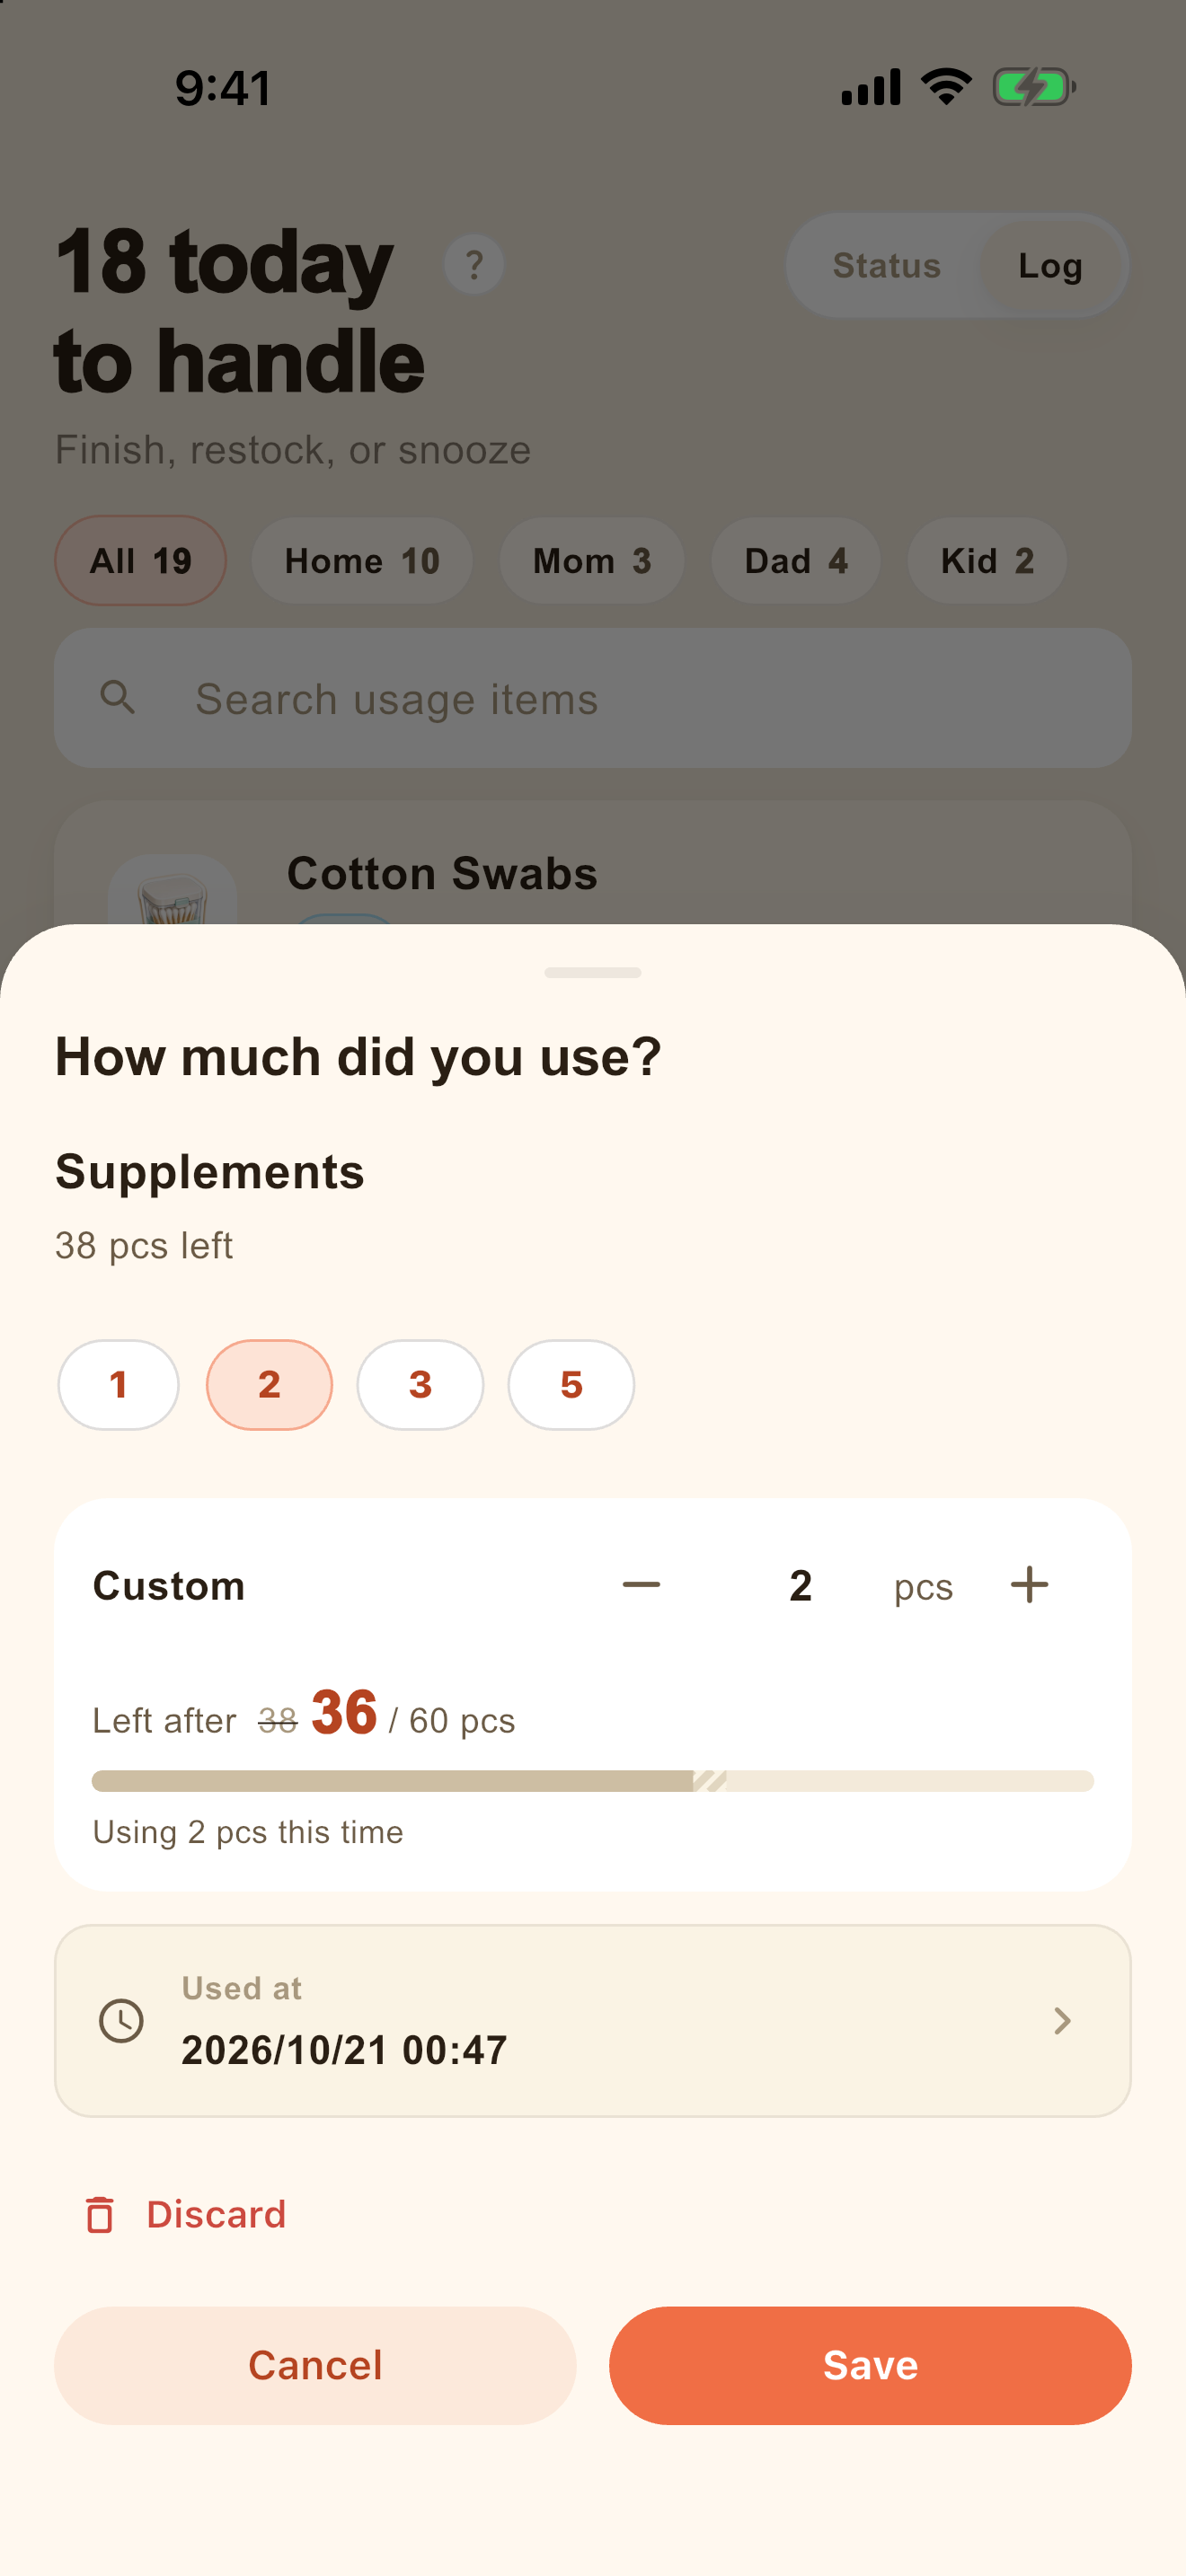 9:41
18 today
to handle
?
Status Log
Finish, restock, or snooze
All 19 Home 10 Mom 3 Dad 4 Kid 2
Search usage items
Cotton Swabs
How much did you use?
Supplements
38 pcs left
1 2 3 5
Custom — 2 pcs +
Left after 38 36 / 60 pcs
Using 2 pcs this time
Used at
2026/10/21 00:47
Discard
Cancel Save